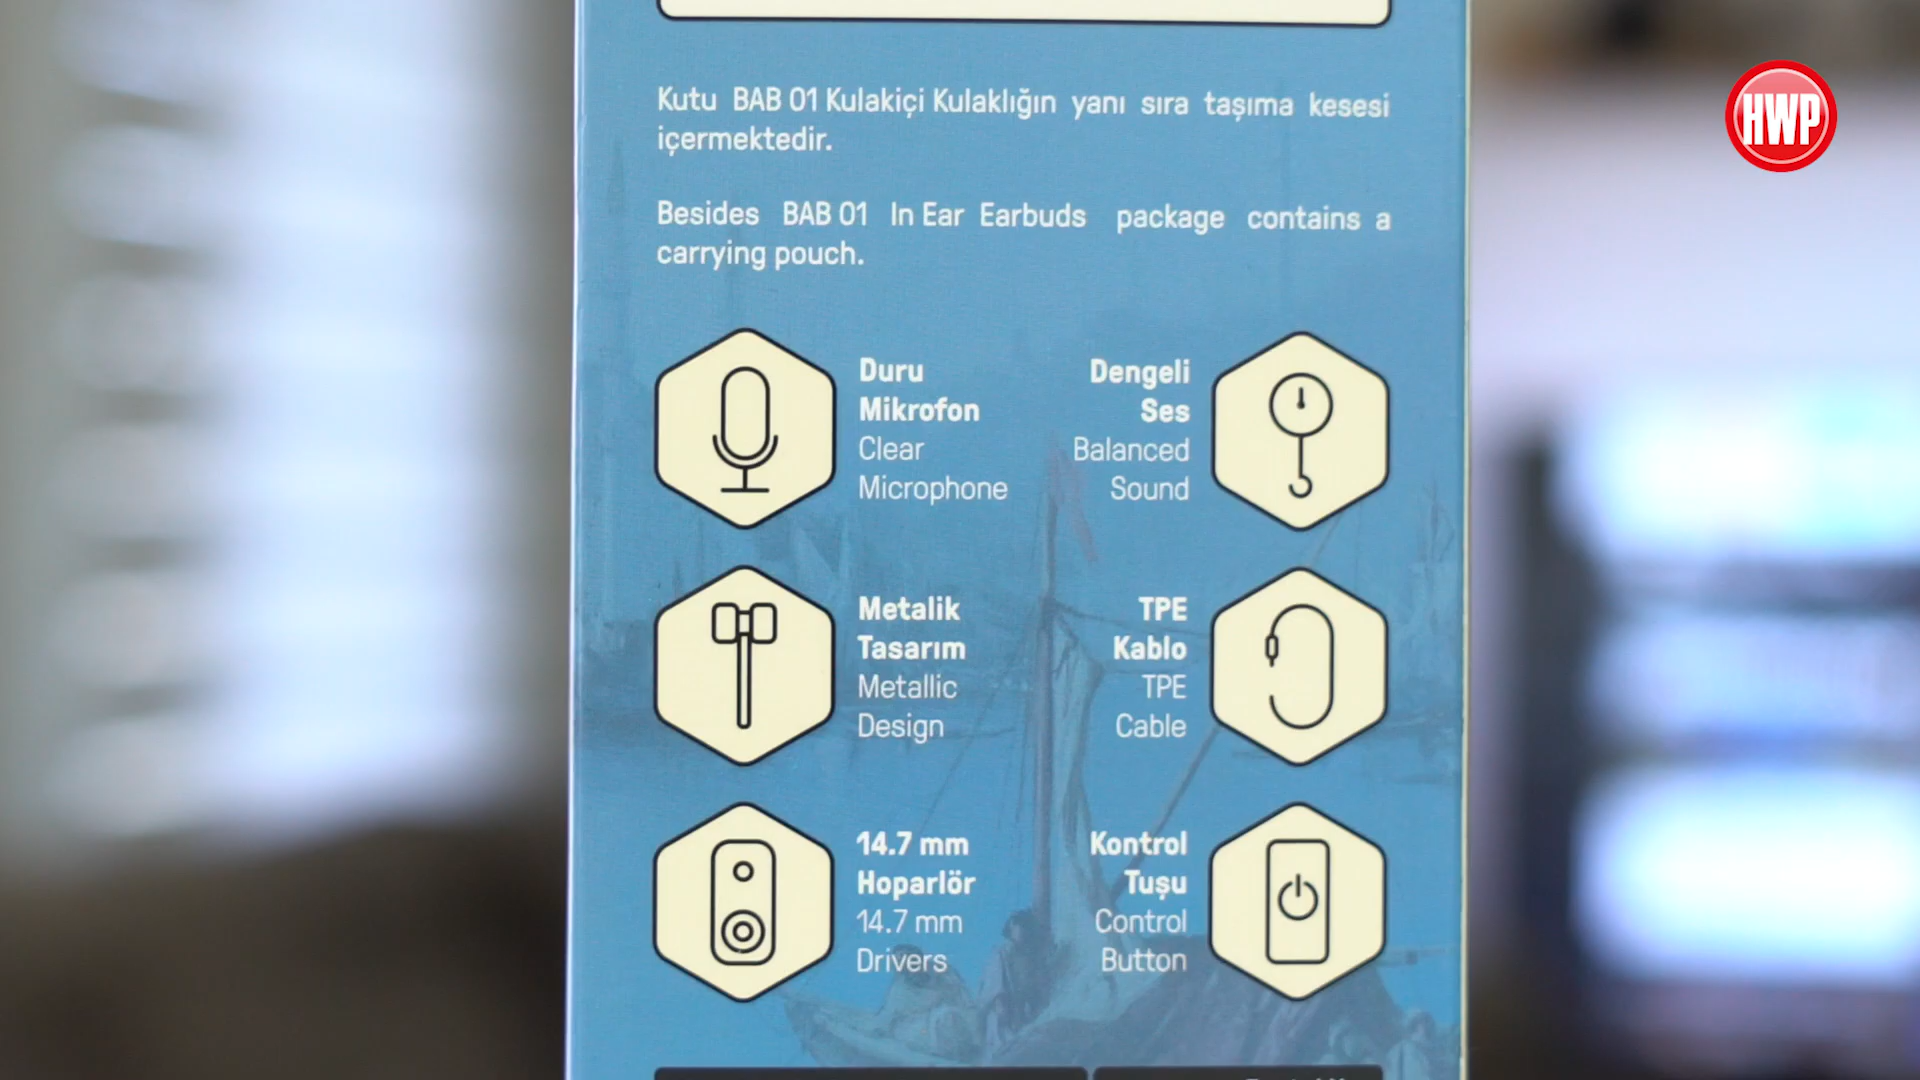 HWP
Kutu BAB 01 Kulakiçi Kulaklığın yanı sıra taşıma kesesi
içermektedir.
Besides BAB 01 In Ear Earbuds package contains a
carrying pouch.
Duru
Mikrofon
Clear
Microphone
Dengeli
Ses
Balanced
Sound
Metalik
Tasarım
Metallic
Design
TPE
Kablo
TPE
Cable
14.7 mm
Hoparlör
14.7 mm
Drivers
Kontrol
Tuşu
Control
Button